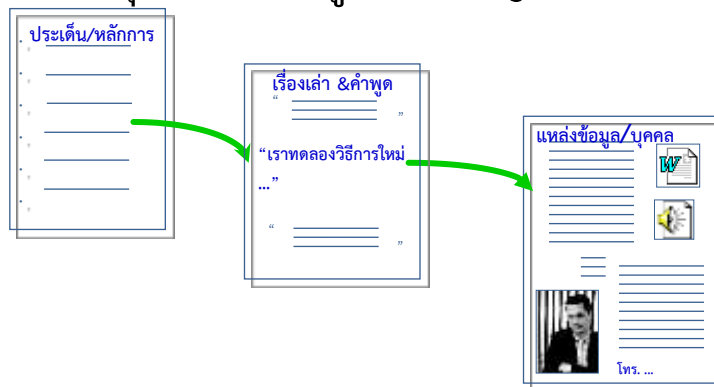 ประเด็น/หลักการ
เรื่องเล่า &คำพูด
“
”
“เราทดลองวิธีการใหม่
...”
“
”
แหล่งข้อมูล/บุคคล
W
โทร. ...